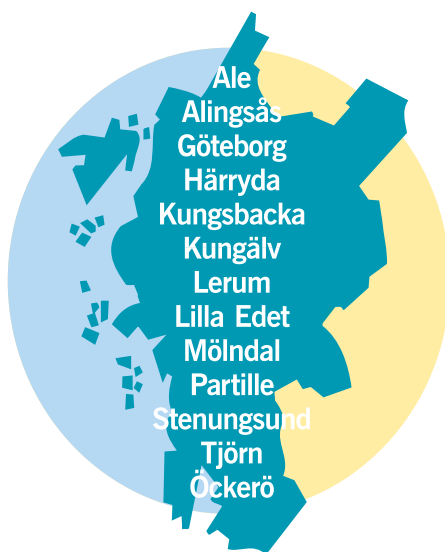 Ale
Alingsås
Göteborg
Härryda
Kungsbacka
Kungälv
Lerum
Lilla Edet
Mölndal
Partille
Stenungsund
Tjörn
Öckerö